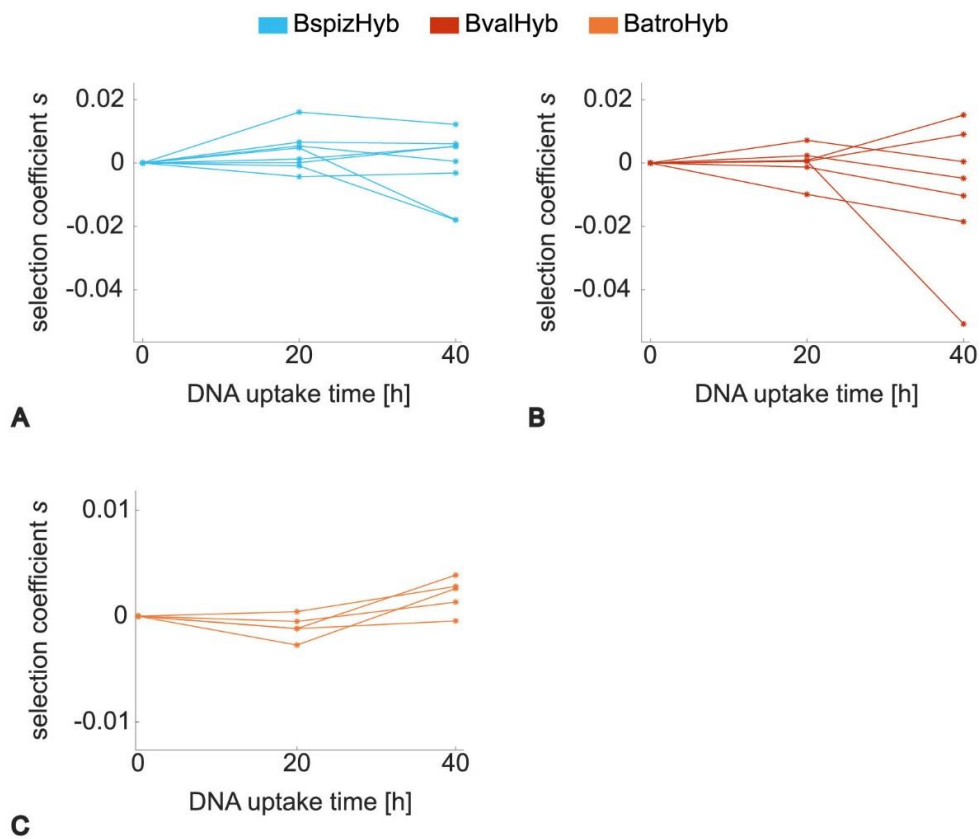 BspizHyb BvalHyb BatroHyb
0.02
0
-0.02
-0.04
selection coefficient s
0 20 40
DNA uptake time [h]
A
0.02
0
-0.02
-0.04
selection coefficient s
0 20 40
DNA uptake time [h]
B
0.01
0
-0.01
selection coefficient s
0 20 40
DNA uptake time [h]
C